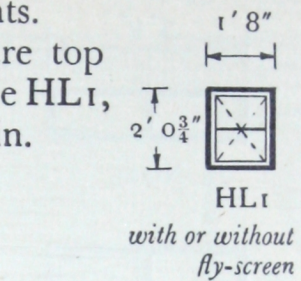 ts.
re top
e HL1,
n.
1′ 8″
2′ 0¾″
HL1
with or without
fly-screen